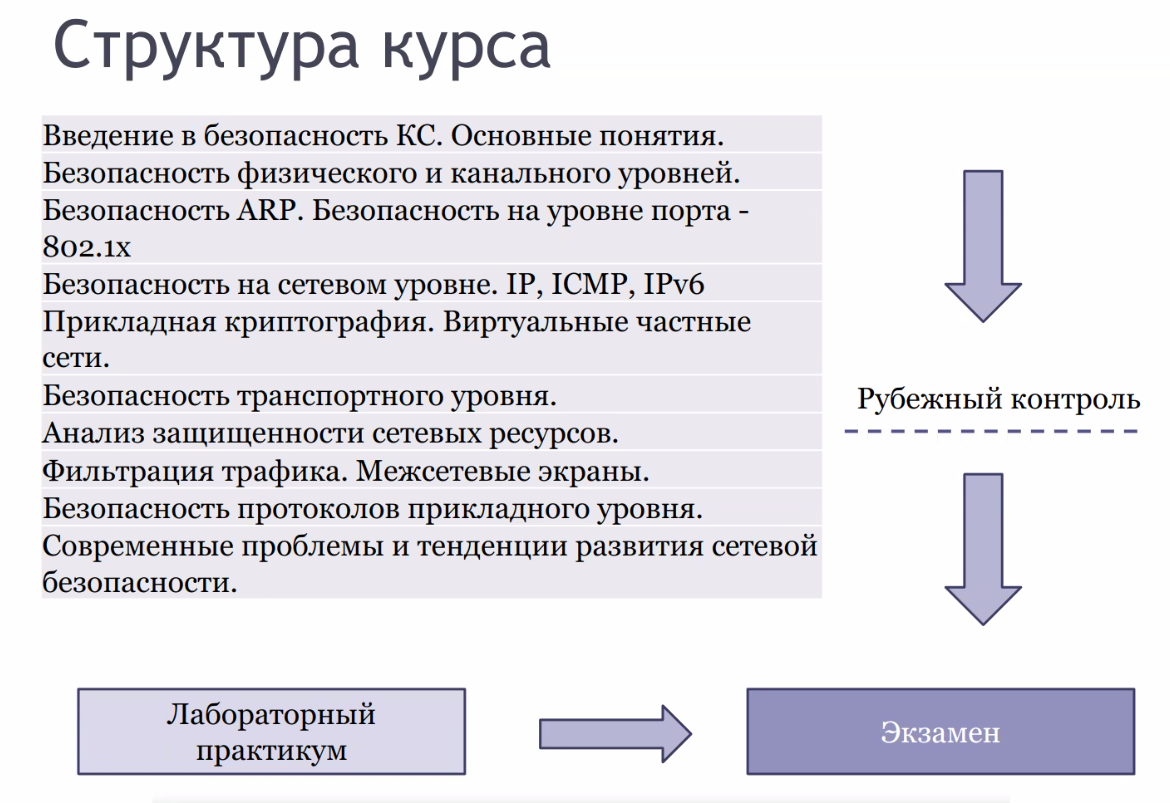 Структура курса
Введение в безопасность КС. Основные понятия.
Безопасность физического и канального уровней.
Безопасность ARP. Безопасность на уровне порта -
802.1x
Безопасность на сетевом уровне. IP, ICMP, IPv6
Прикладная криптография. Виртуальные частные
сети.
Безопасность транспортного уровня.
Анализ защищенности сетевых ресурсов.
Фильтрация трафика. Межсетевые экраны.
Безопасность протоколов прикладного уровня.
Современные проблемы и тенденции развития сетевой
безопасности.
Рубежный контроль
Лабораторный
практикум
Экзамен